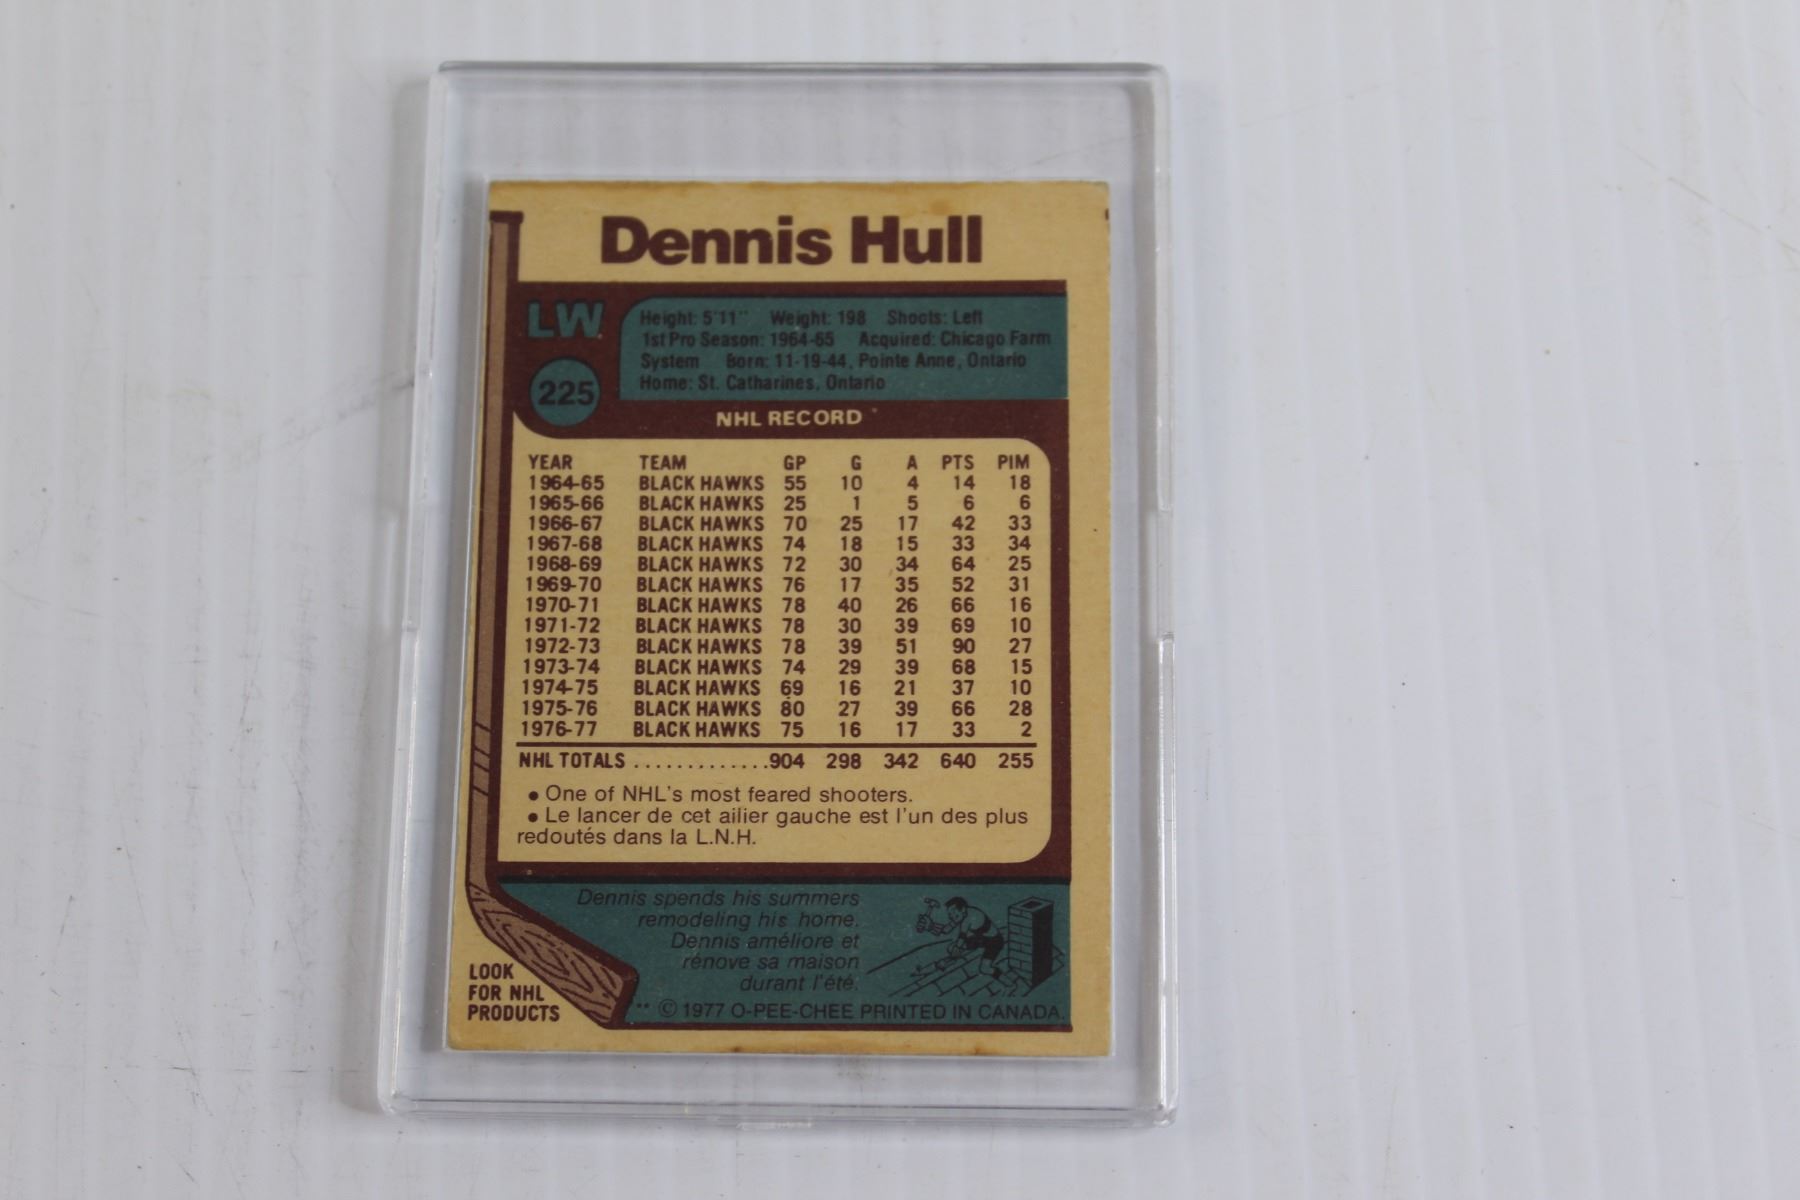 Dennis Hull
LW
225
Height: 5'11" Weight: 198 Shoots: Left
1st Pro Season: 1964-65 Acquired: Chicago Farm
System Born: 11-19-44, Pointe Anne, Ontario
Home: St. Catharines, Ontario
NHL RECORD
YEAR TEAM GP G A PTS PIM
1964-65 BLACK HAWKS 55 10 4 14 18
1965-66 BLACK HAWKS 25 1 5 6 6
1966-67 BLACK HAWKS 70 25 17 42 33
1967-68 BLACK HAWKS 74 18 15 33 34
1968-69 BLACK HAWKS 72 30 34 64 25
1969-70 BLACK HAWKS 76 17 35 52 31
1970-71 BLACK HAWKS 78 40 26 66 16
1971-72 BLACK HAWKS 78 30 39 69 10
1972-73 BLACK HAWKS 78 39 51 90 27
1973-74 BLACK HAWKS 74 29 39 68 15
1974-75 BLACK HAWKS 69 16 21 37 10
1975-76 BLACK HAWKS 80 27 39 66 28
1976-77 BLACK HAWKS 75 16 17 33 2
NHL TOTALS .............904 298 342 640 255
● One of NHL's most feared shooters.
● Le lancer de cet ailier gauche est l'un des plus
redoutés dans la L.N.H.
Dennis spends his summers
remodeling his home.
Dennis améliore et
rénove sa maison
durant l'été.
LOOK
FOR NHL
PRODUCTS
** © 1977 O-PEE-CHEE PRINTED IN CANADA.